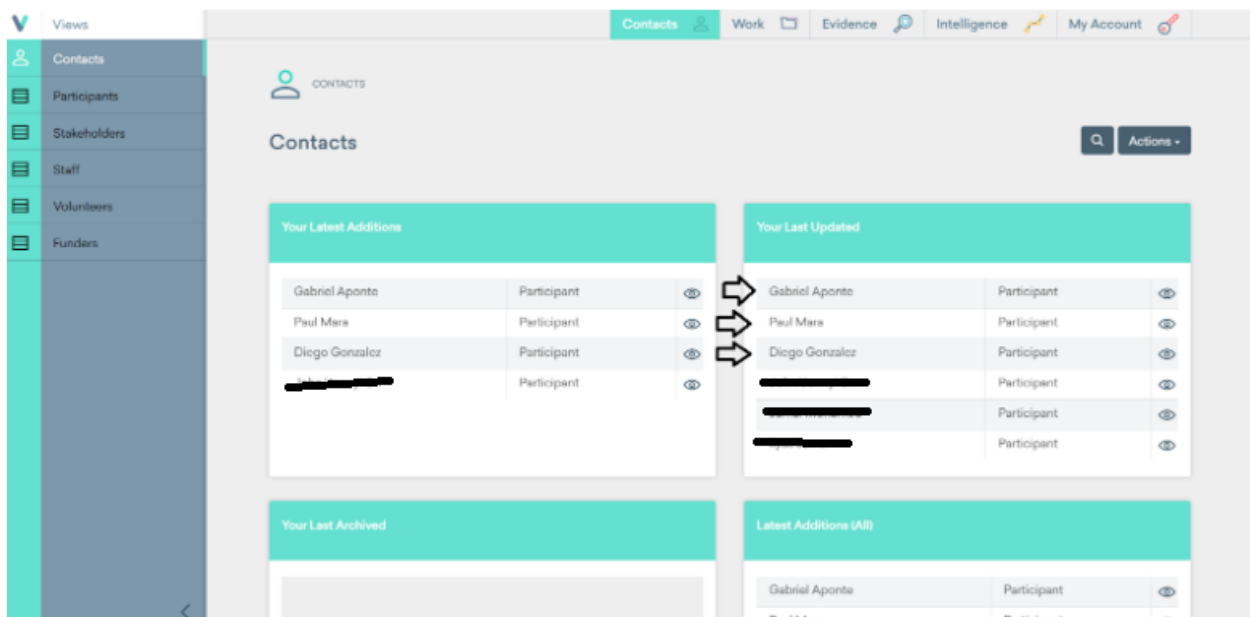 Views
Contacts Work Evidence Intelligence My Account
Contacts
Participants
Stakeholders
Staff
Volunteers
Funders
CONTACTS
Contacts
Actions
Your Latest Additions
Gabriel Aponte Participant
Paul Mara Participant
Diego Gonzalez Participant
Participant
Your Last Updated
Gabriel Aponte Participant
Paul Mara Participant
Diego Gonzalez Participant
Participant
Participant
Participant
Your Last Archived
Latest Additions (All)
Gabriel Aponte Participant